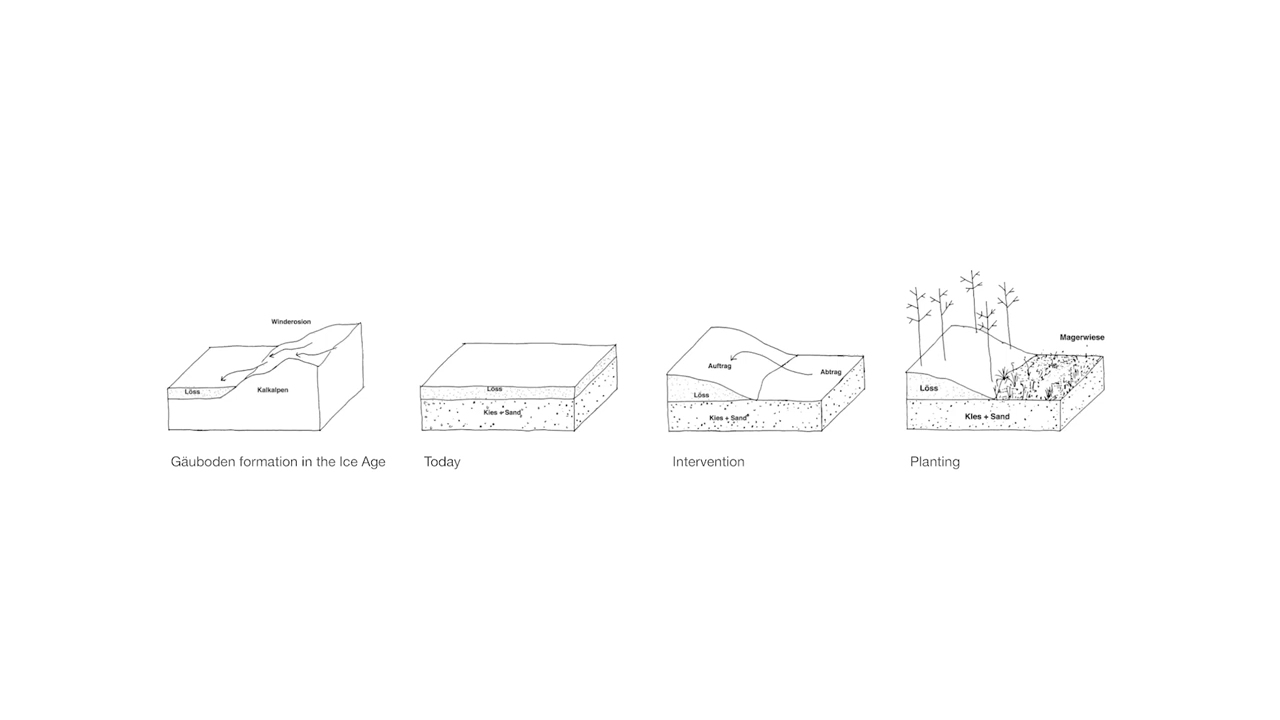 Winderosion
Löss
Kalkalpen
Gäuboden formation in the Ice Age
Löss
Kies + Sand
Today
Auftrag
Abtrag
Löss
Kies + Sand
Intervention
Magerwiese
Löss
Kies + Sand
Planting